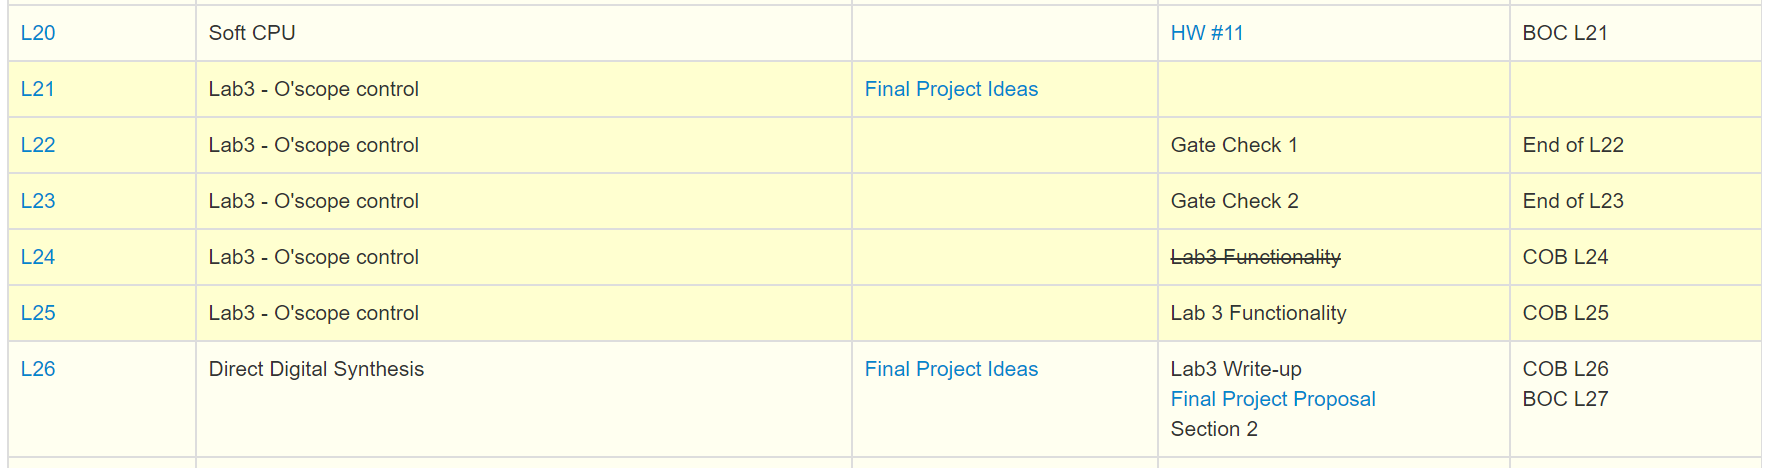 L20 Soft CPU HW #11 BOC L21
L21 Lab3 - O'scope control Final Project Ideas
L22 Lab3 - O'scope control Gate Check 1 End of L22
L23 Lab3 - O'scope control Gate Check 2 End of L23
L24 Lab3 - O'scope control Lab3 Functionality COB L24
L25 Lab3 - O'scope control Lab 3 Functionality COB L25
L26 Direct Digital Synthesis Final Project Ideas Lab3 Write-up COB L26
Final Project Proposal BOC L27
Section 2